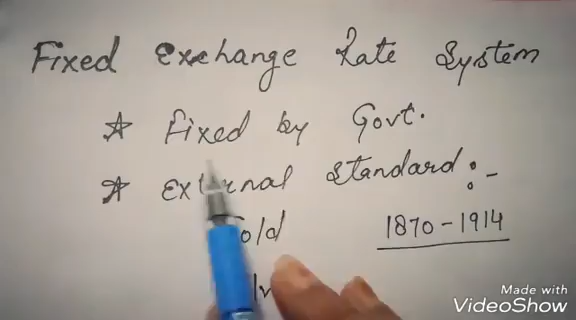 Fixed Exchange Rate System
☆ Fixed by Govt.
☆ External Standard :-
1870 - 1914
Made with
VideoShow